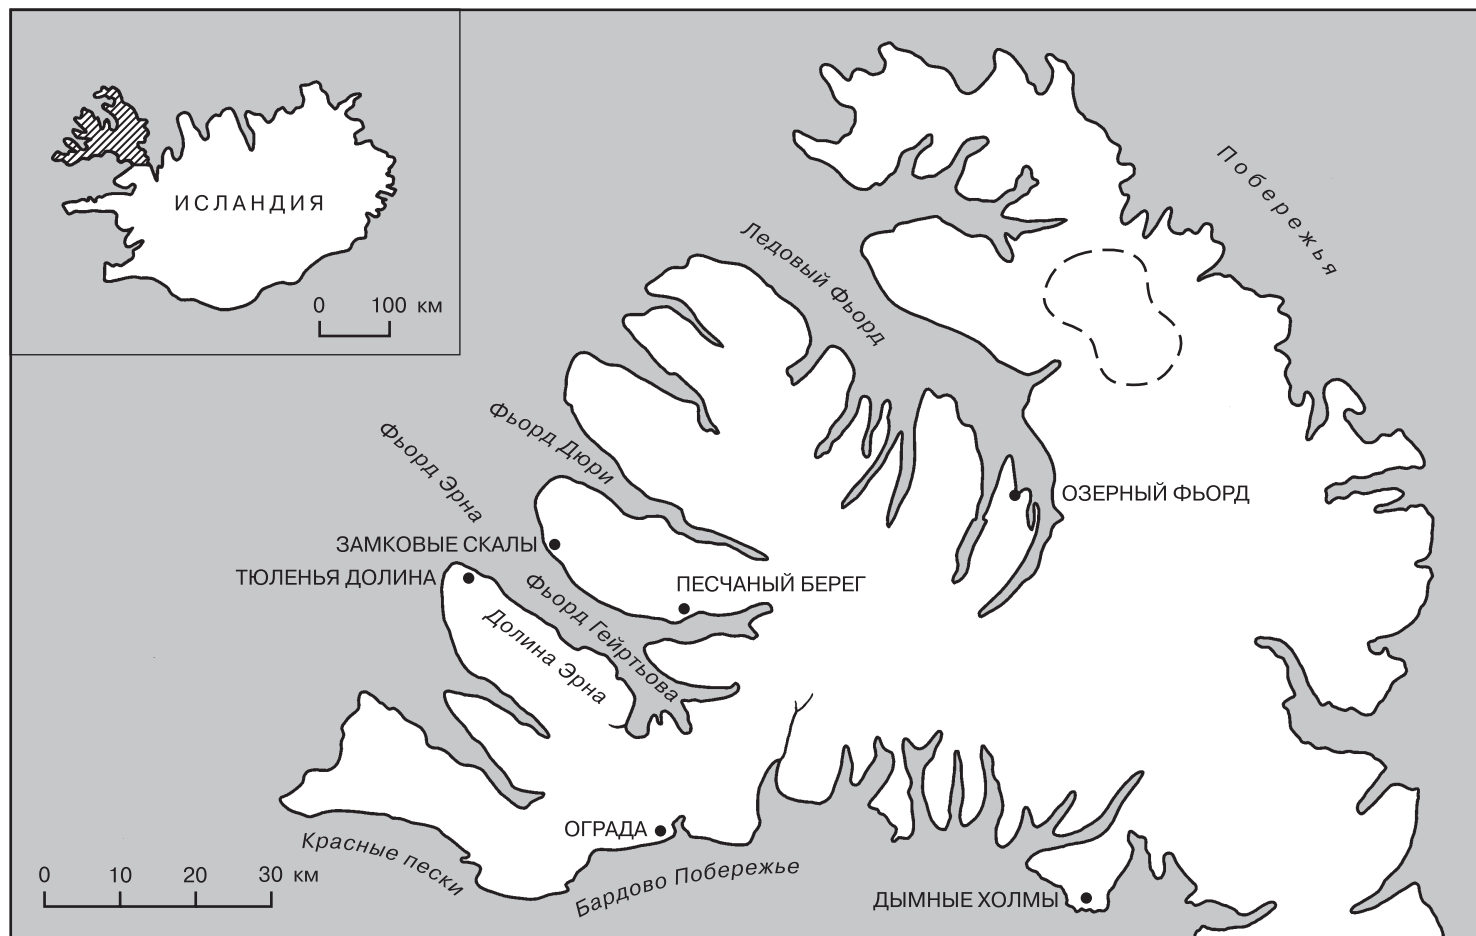 ИСЛАНДИЯ
0 100 км
Побережья
Ледовый Фьорд
Фьорд Дюри
Фьорд Эрна
ОЗЕРНЫЙ ФЬОРД
ЗАМКОВЫЕ СКАЛЫ
ТЮЛЕНЬЯ ДОЛИНА
ПЕСЧАНЫЙ БЕРЕГ
Фьорд Гейртьова
Долина Эрна
ОГРАДА
Красные пески
Бардово Побережье
0 10 20 30 км
ДЫМНЫЕ ХОЛМЫ